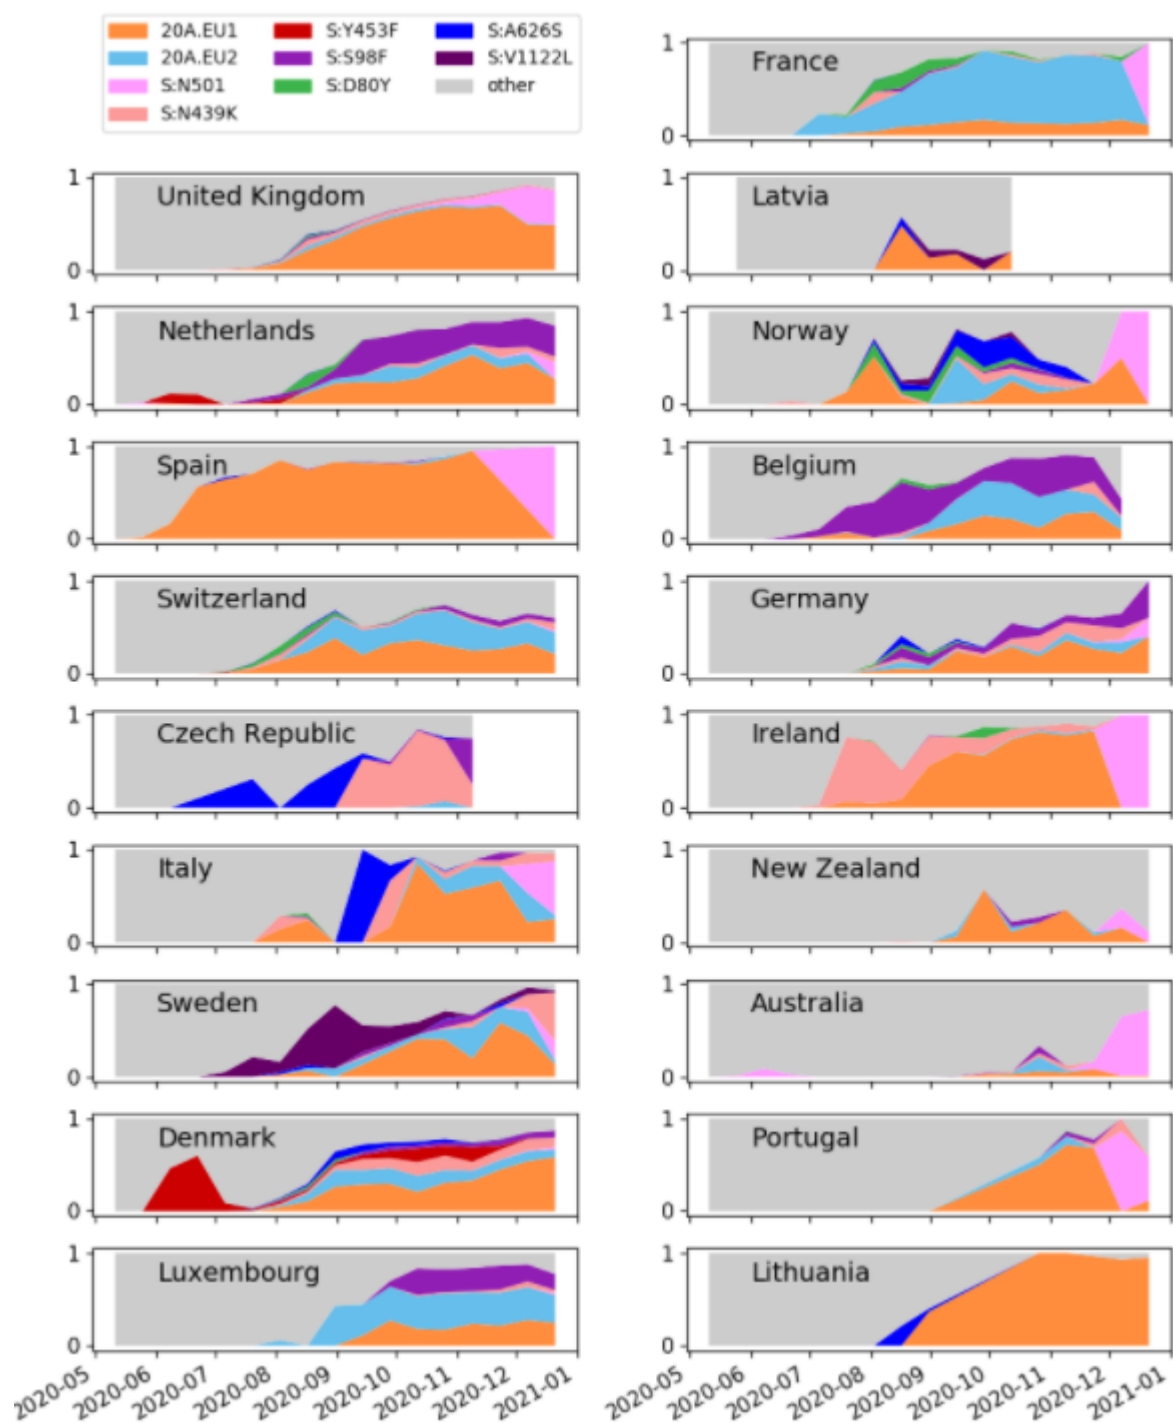 20A.EU1 S:Y453F S:A626S
20A.EU2 S:S98F S:V1122L
S:N501 S:D80Y other
S:N439K
1
France
0
1
United Kingdom
0
1
Latvia
0
1
Netherlands
0
1
Norway
0
1
Spain
0
1
Belgium
0
1
Switzerland
0
1
Germany
0
1
Czech Republic
0
1
Ireland
0
1
Italy
0
1
New Zealand
0
1
Sweden
0
1
Australia
0
1
Denmark
0
1
Portugal
0
1
Luxembourg
0
1
Lithuania
0
2020-05 2020-06 2020-07 2020-08 2020-09 2020-10 2020-11 2020-12 2021-01
2020-05 2020-06 2020-07 2020-08 2020-09 2020-10 2020-11 2020-12 2021-01